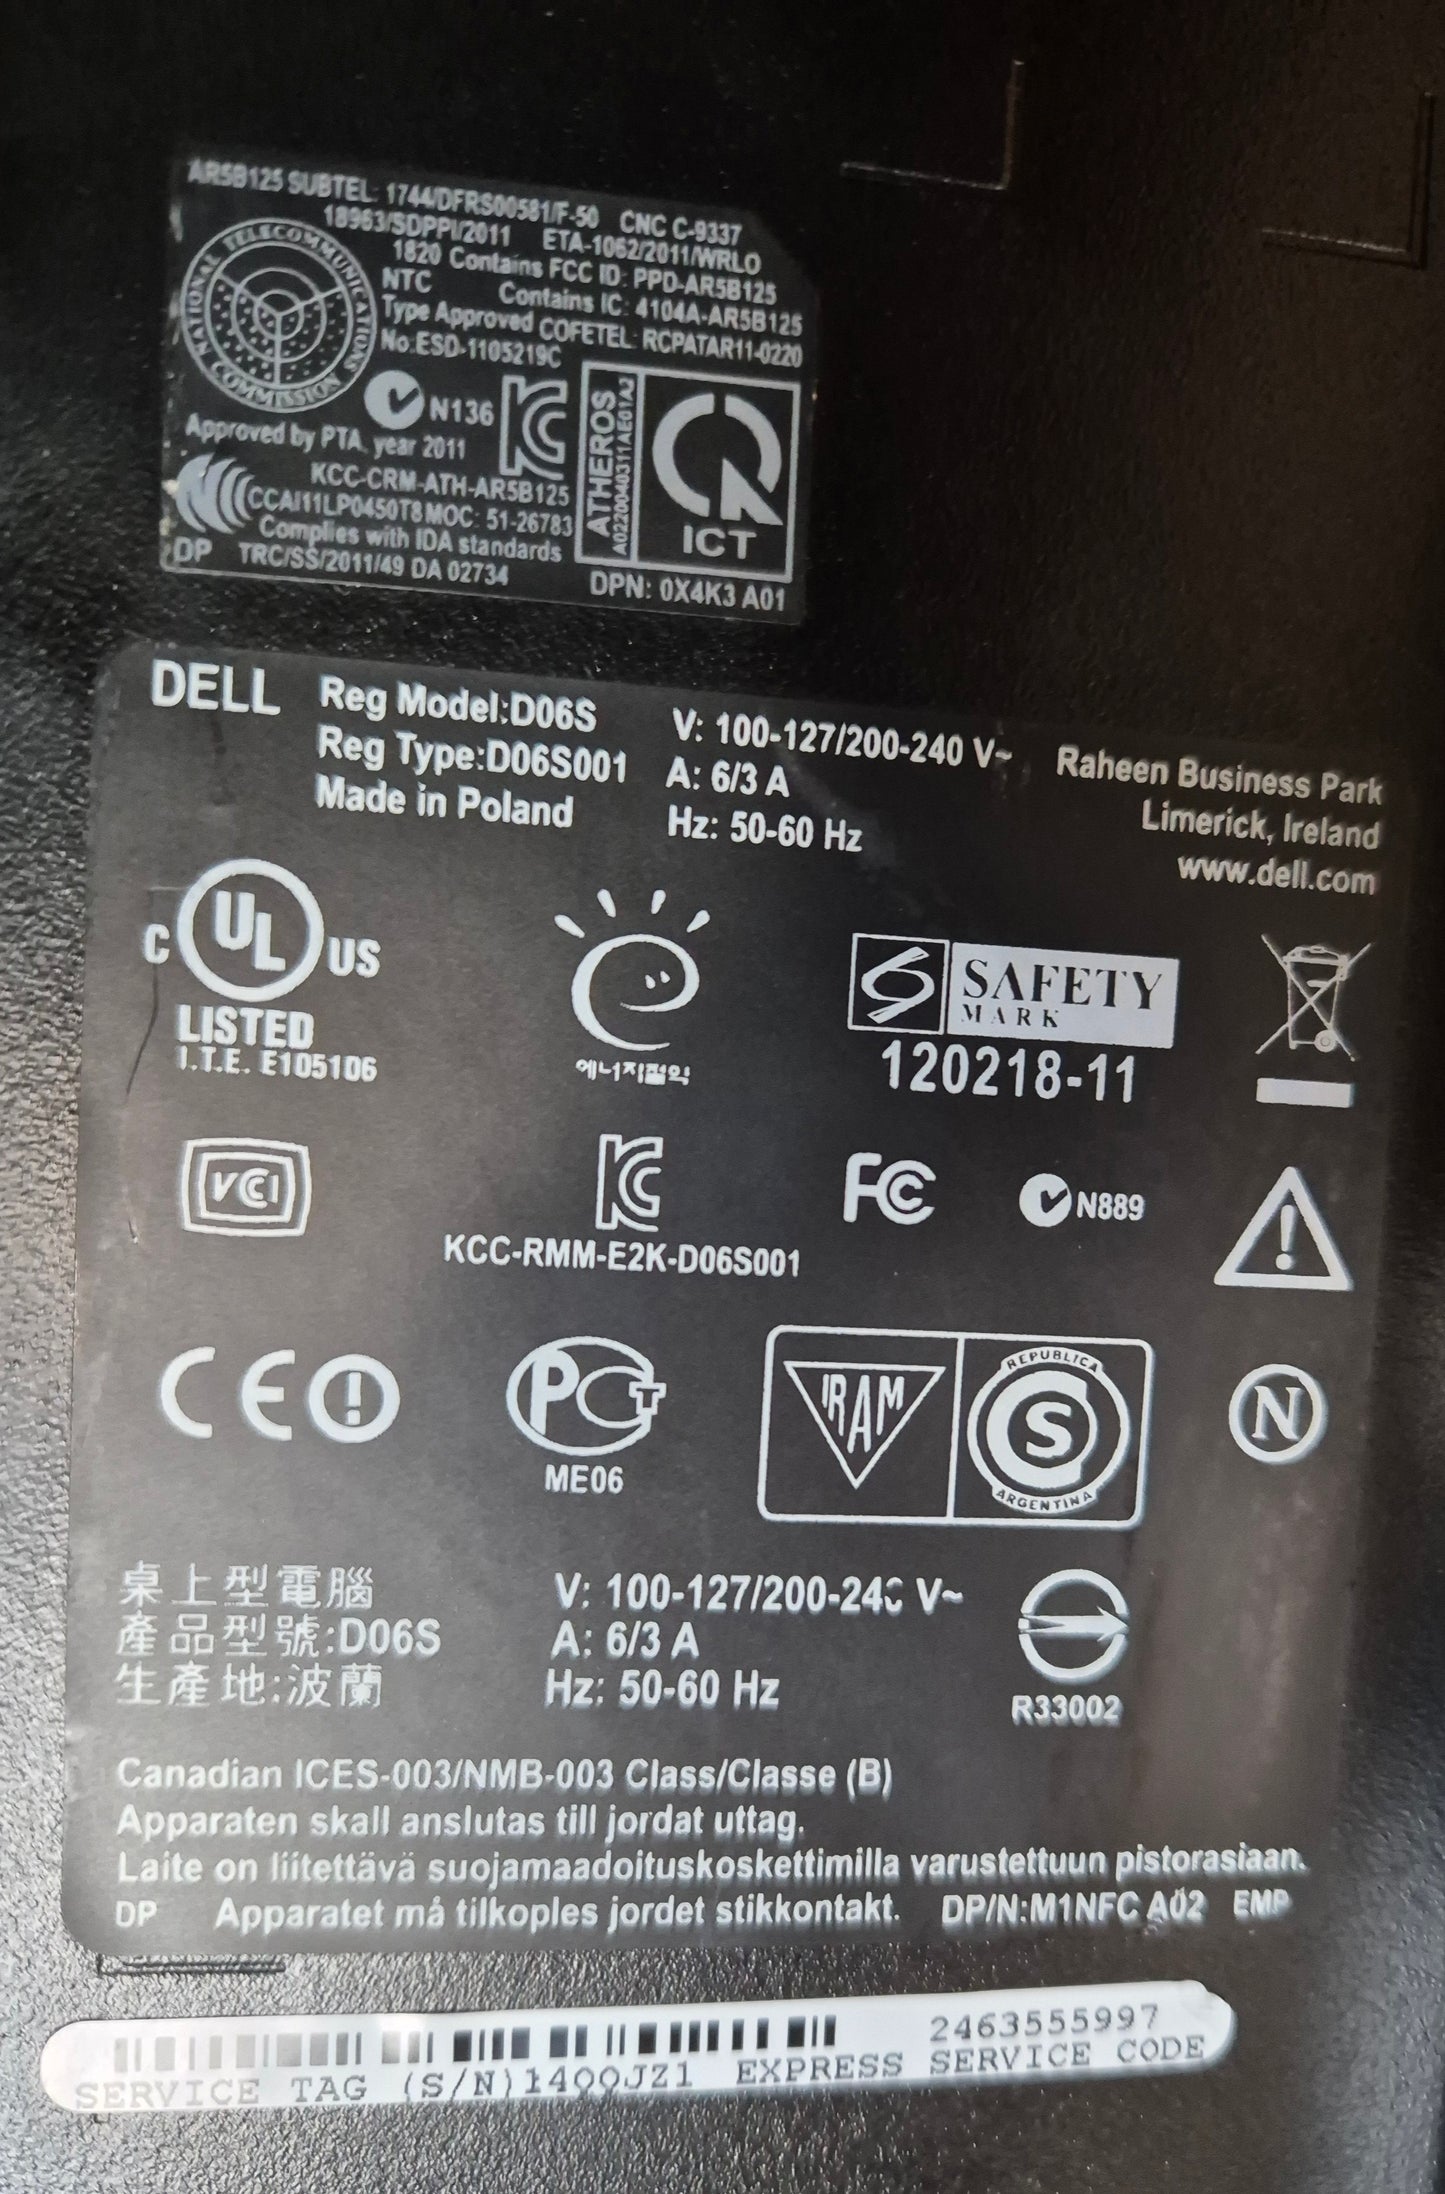 AR5B125 SUBTEL: 1744/DFRS00581/F-50 CNC C-9337
18963/SDPPI/2011 ETA-1062/2011/WRLO
1820 Contains FCC ID: PPD-AR5B125
NTC Contains IC: 4104A-AR5B125
Type Approved COFETEL: RCPATAR11-0220
No:ESD-1105219C
NATIONAL TELECOMMUNICATIONS COMMISSION
N136
Approved by PTA, year 2011
KCC-CRM-ATH-AR5B125
CCAI11LP0450T8 MOC: 51-26783
Complies with IDA standards
DP TRC/SS/2011/49 DA 02734
ATHEROS
A0220040311AE01A2
ICT
DPN: 0X4K3 A01
DELL
Reg Model:D06S
Reg Type:D06S001
Made in Poland
V: 100-127/200-240 V~
A: 6/3 A
Hz: 50-60 Hz
Raheen Business Park
Limerick, Ireland
www.dell.com
C UL US
LISTED
I.T.E. E105106
에너지절약
SAFETY
MARK
120218-11
VCI
KC
KCC-RMM-E2K-D06S001
FC
N889
CE
PCT
ME06
IRAM
REPUBLICA
S
ARGENTINA
N
桌上型電腦
產品型號:D06S
生產地:波蘭
V: 100-127/200-240 V~
A: 6/3 A
Hz: 50-60 Hz
R33002
Canadian ICES-003/NMB-003 Class/Classe (B)
Apparaten skall anslutas till jordat uttag.
Laite on liitettävä suojamaadoituskoskettimilla varustettuun pistorasiaan.
DP Apparatet må tilkoples jordet stikkontakt. DP/N:M1NFC A02 EMP
2463555997
SERVICE TAG (S/N)14QQJZ1 EXPRESS SERVICE CODE